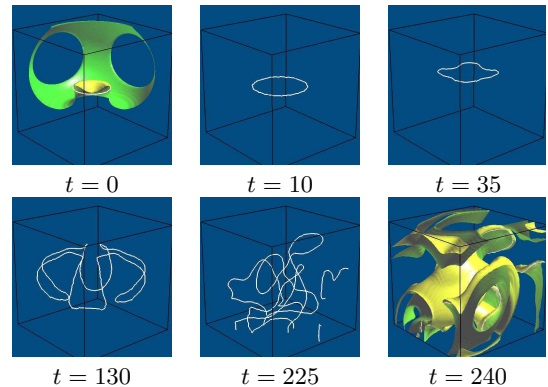 t = 0
t = 10
t = 35
t = 130
t = 225
t = 240